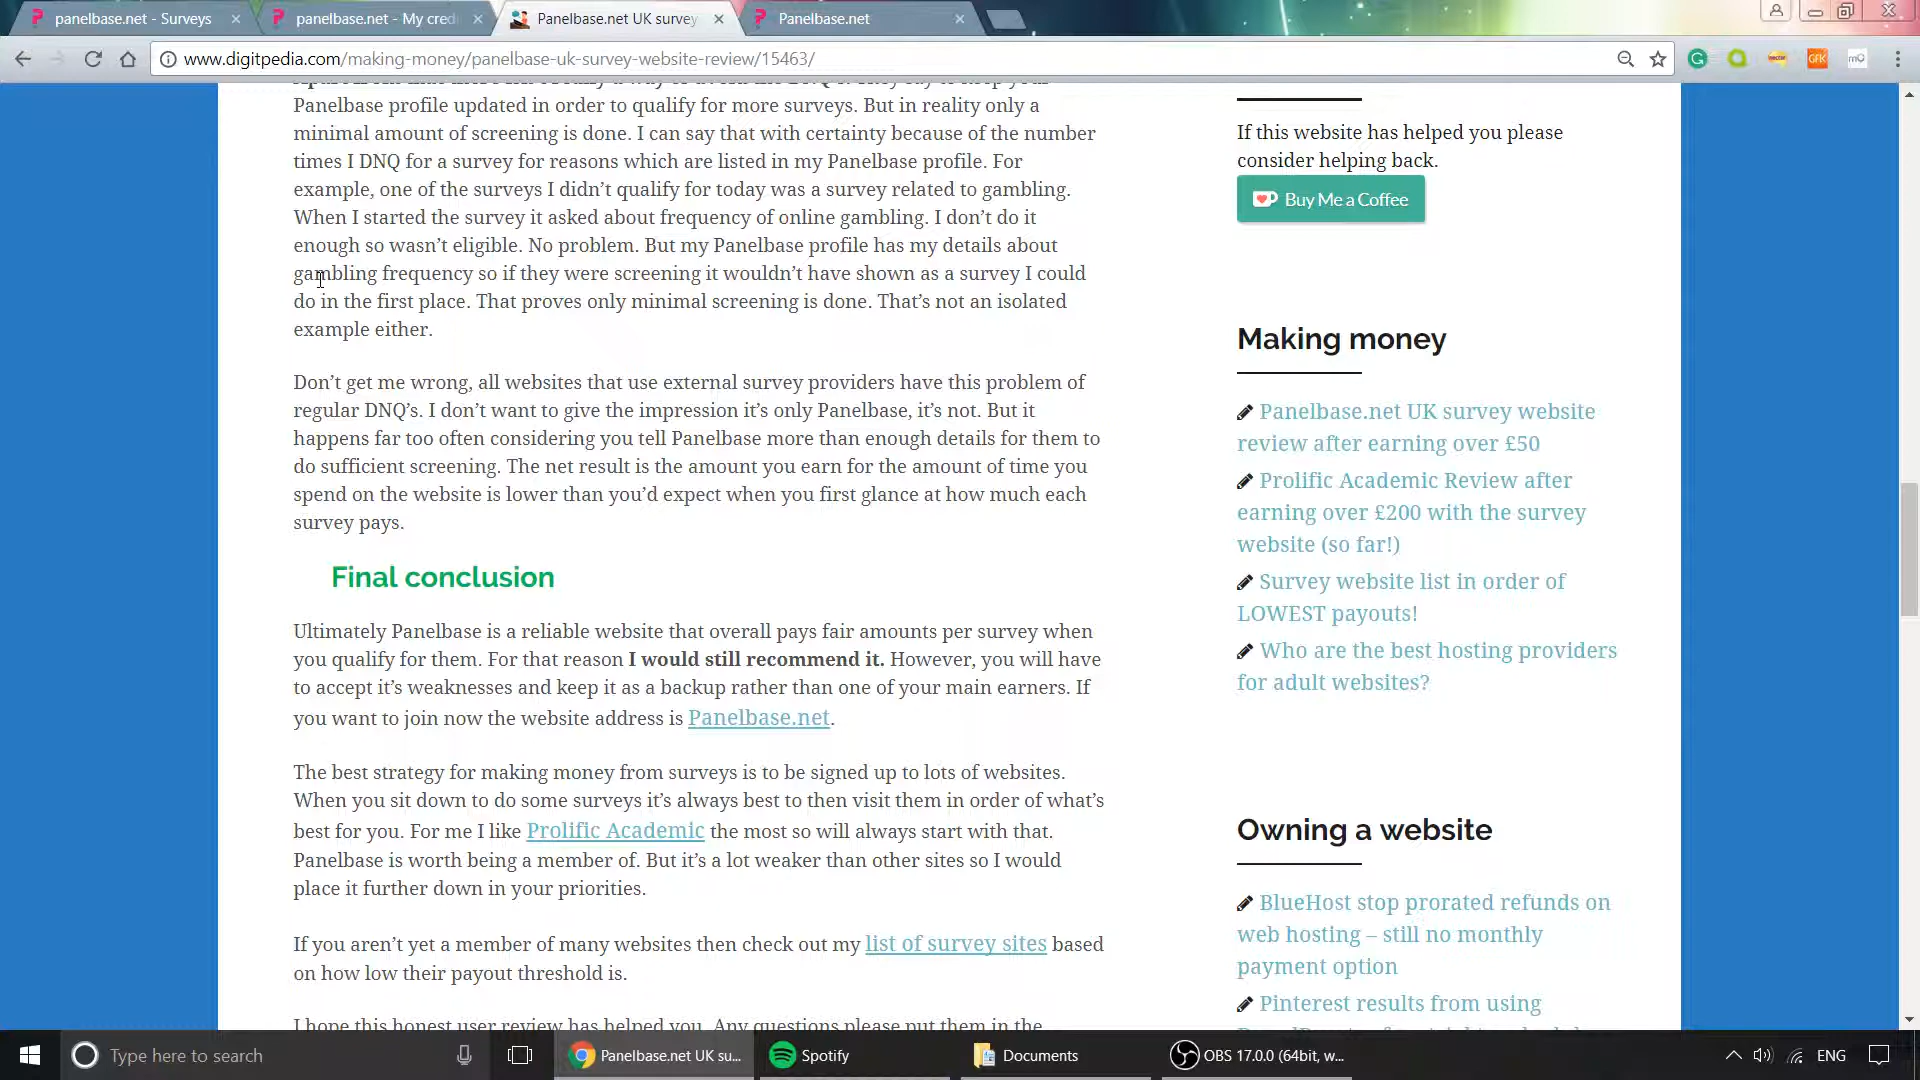 panelbase.net - Surveys
panelbase.net - My cred
Panelbase.net UK survey
Panelbase.net
www.digitpedia.com/making-money/panelbase-uk-survey-website-review/15463/
Panelbase profile updated in order to qualify for more surveys. But in reality only a
minimal amount of screening is done. I can say that with certainty because of the number
times I DNQ for a survey for reasons which are listed in my Panelbase profile. For
example, one of the surveys I didn't qualify for today was a survey related to gambling.
When I started the survey it asked about frequency of online gambling. I don't do it
enough so wasn't eligible. No problem. But my Panelbase profile has my details about
gambling frequency so if they were screening it wouldn't have shown as a survey I could
do in the first place. That proves only minimal screening is done. That's not an isolated
example either.
Don't get me wrong, all websites that use external survey providers have this problem of
regular DNQ's. I don't want to give the impression it's only Panelbase, it's not. But it
happens far too often considering you tell Panelbase more than enough details for them to
do sufficient screening. The net result is the amount you earn for the amount of time you
spend on the website is lower than you'd expect when you first glance at how much each
survey pays.
Final conclusion
Ultimately Panelbase is a reliable website that overall pays fair amounts per survey when
you qualify for them. For that reason I would still recommend it. However, you will have
to accept it's weaknesses and keep it as a backup rather than one of your main earners. If
you want to join now the website address is Panelbase.net.
The best strategy for making money from surveys is to be signed up to lots of websites.
When you sit down to do some surveys it's always best to then visit them in order of what's
best for you. For me I like Prolific Academic the most so will always start with that.
Panelbase is worth being a member of. But it's a lot weaker than other sites so I would
place it further down in your priorities.
If you aren't yet a member of many websites then check out my list of survey sites based
on how low their payout threshold is.
I hope this honest user review has helped you. Any questions please put them in the
If this website has helped you please
consider helping back.
Buy Me a Coffee
Making money
Panelbase.net UK survey website
review after earning over £50
Prolific Academic Review after
earning over £200 with the survey
website (so far!)
Survey website list in order of
LOWEST payouts!
Who are the best hosting providers
for adult websites?
Owning a website
BlueHost stop prorated refunds on
web hosting – still no monthly
payment option
Pinterest results from using
Type here to search
Panelbase.net UK su...
Spotify
Documents
OBS 17.0.0 (64bit, w...
ENG